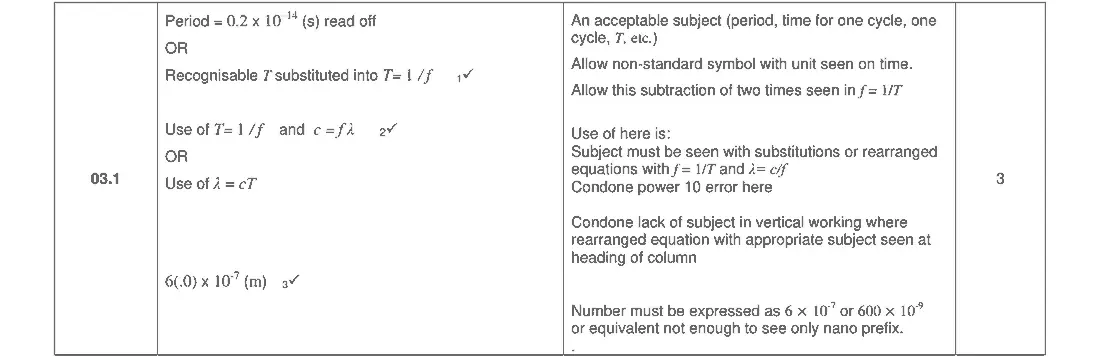 03.1
Period = 0.2 x 10⁻¹⁴ (s) read off
OR
Recognisable T substituted into T= 1 /f    1✓
Use of T= 1 /f   and  c =f λ    2✓
OR
Use of λ = cT
6(.0) x 10⁻⁷ (m)   3✓
An acceptable subject (period, time for one cycle, one
cycle, T, etc.)
Allow non-standard symbol with unit seen on time.
Allow this subtraction of two times seen in f = 1/T
Use of here is:
Subject must be seen with substitutions or rearranged
equations with f = 1/T and λ= c/f
Condone power 10 error here
Condone lack of subject in vertical working where
rearranged equation with appropriate subject seen at
heading of column
Number must be expressed as 6 × 10⁻⁷ or 600 × 10⁻⁹
or equivalent not enough to see only nano prefix.
.
3